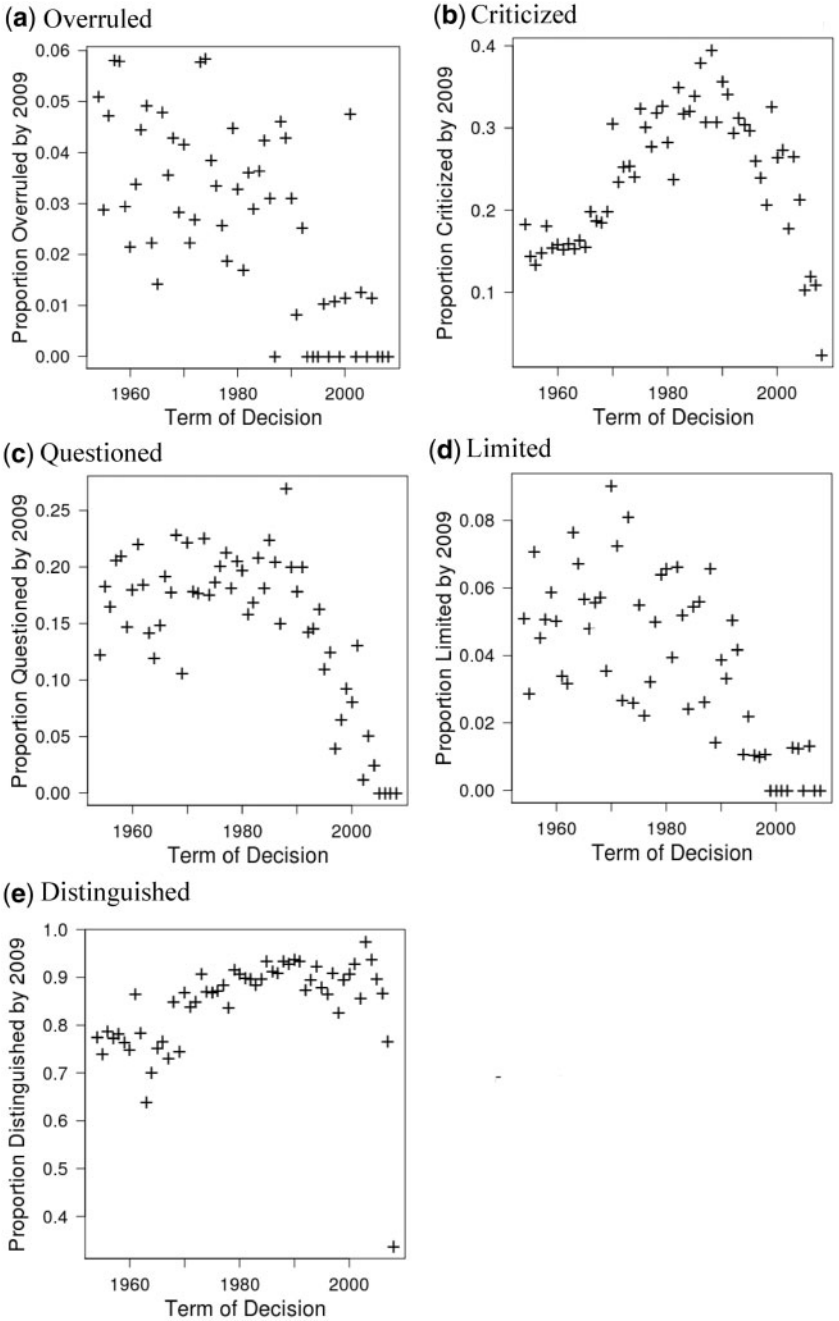 (a) Overruled
Proportion Overruled by 2009
0.06
0.05
0.04
0.03
0.02
0.01
0.00
1960 1980 2000
Term of Decision
(b) Criticized
Proportion Criticized by 2009
0.4
0.3
0.2
0.1
1960 1980 2000
Term of Decision
(c) Questioned
Proportion Questioned by 2009
0.25
0.20
0.15
0.10
0.05
0.00
1960 1980 2000
Term of Decision
(d) Limited
Proportion Limited by 2009
0.08
0.06
0.04
0.02
0.00
1960 1980 2000
Term of Decision
(e) Distinguished
Proportion Distinguished by 2009
1.0
0.9
0.8
0.7
0.6
0.5
0.4
1960 1980 2000
Term of Decision